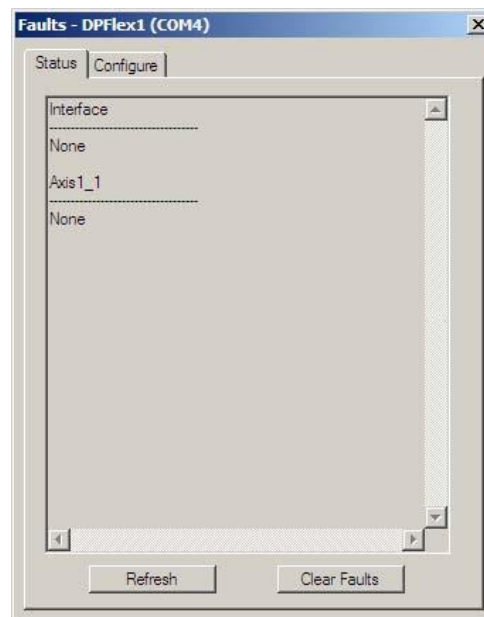 Faults - DPFlex1 (COM4)
Status Configure
Interface
--------------------------------
None
Axis1_1
--------------------------------
None
Refresh Clear Faults